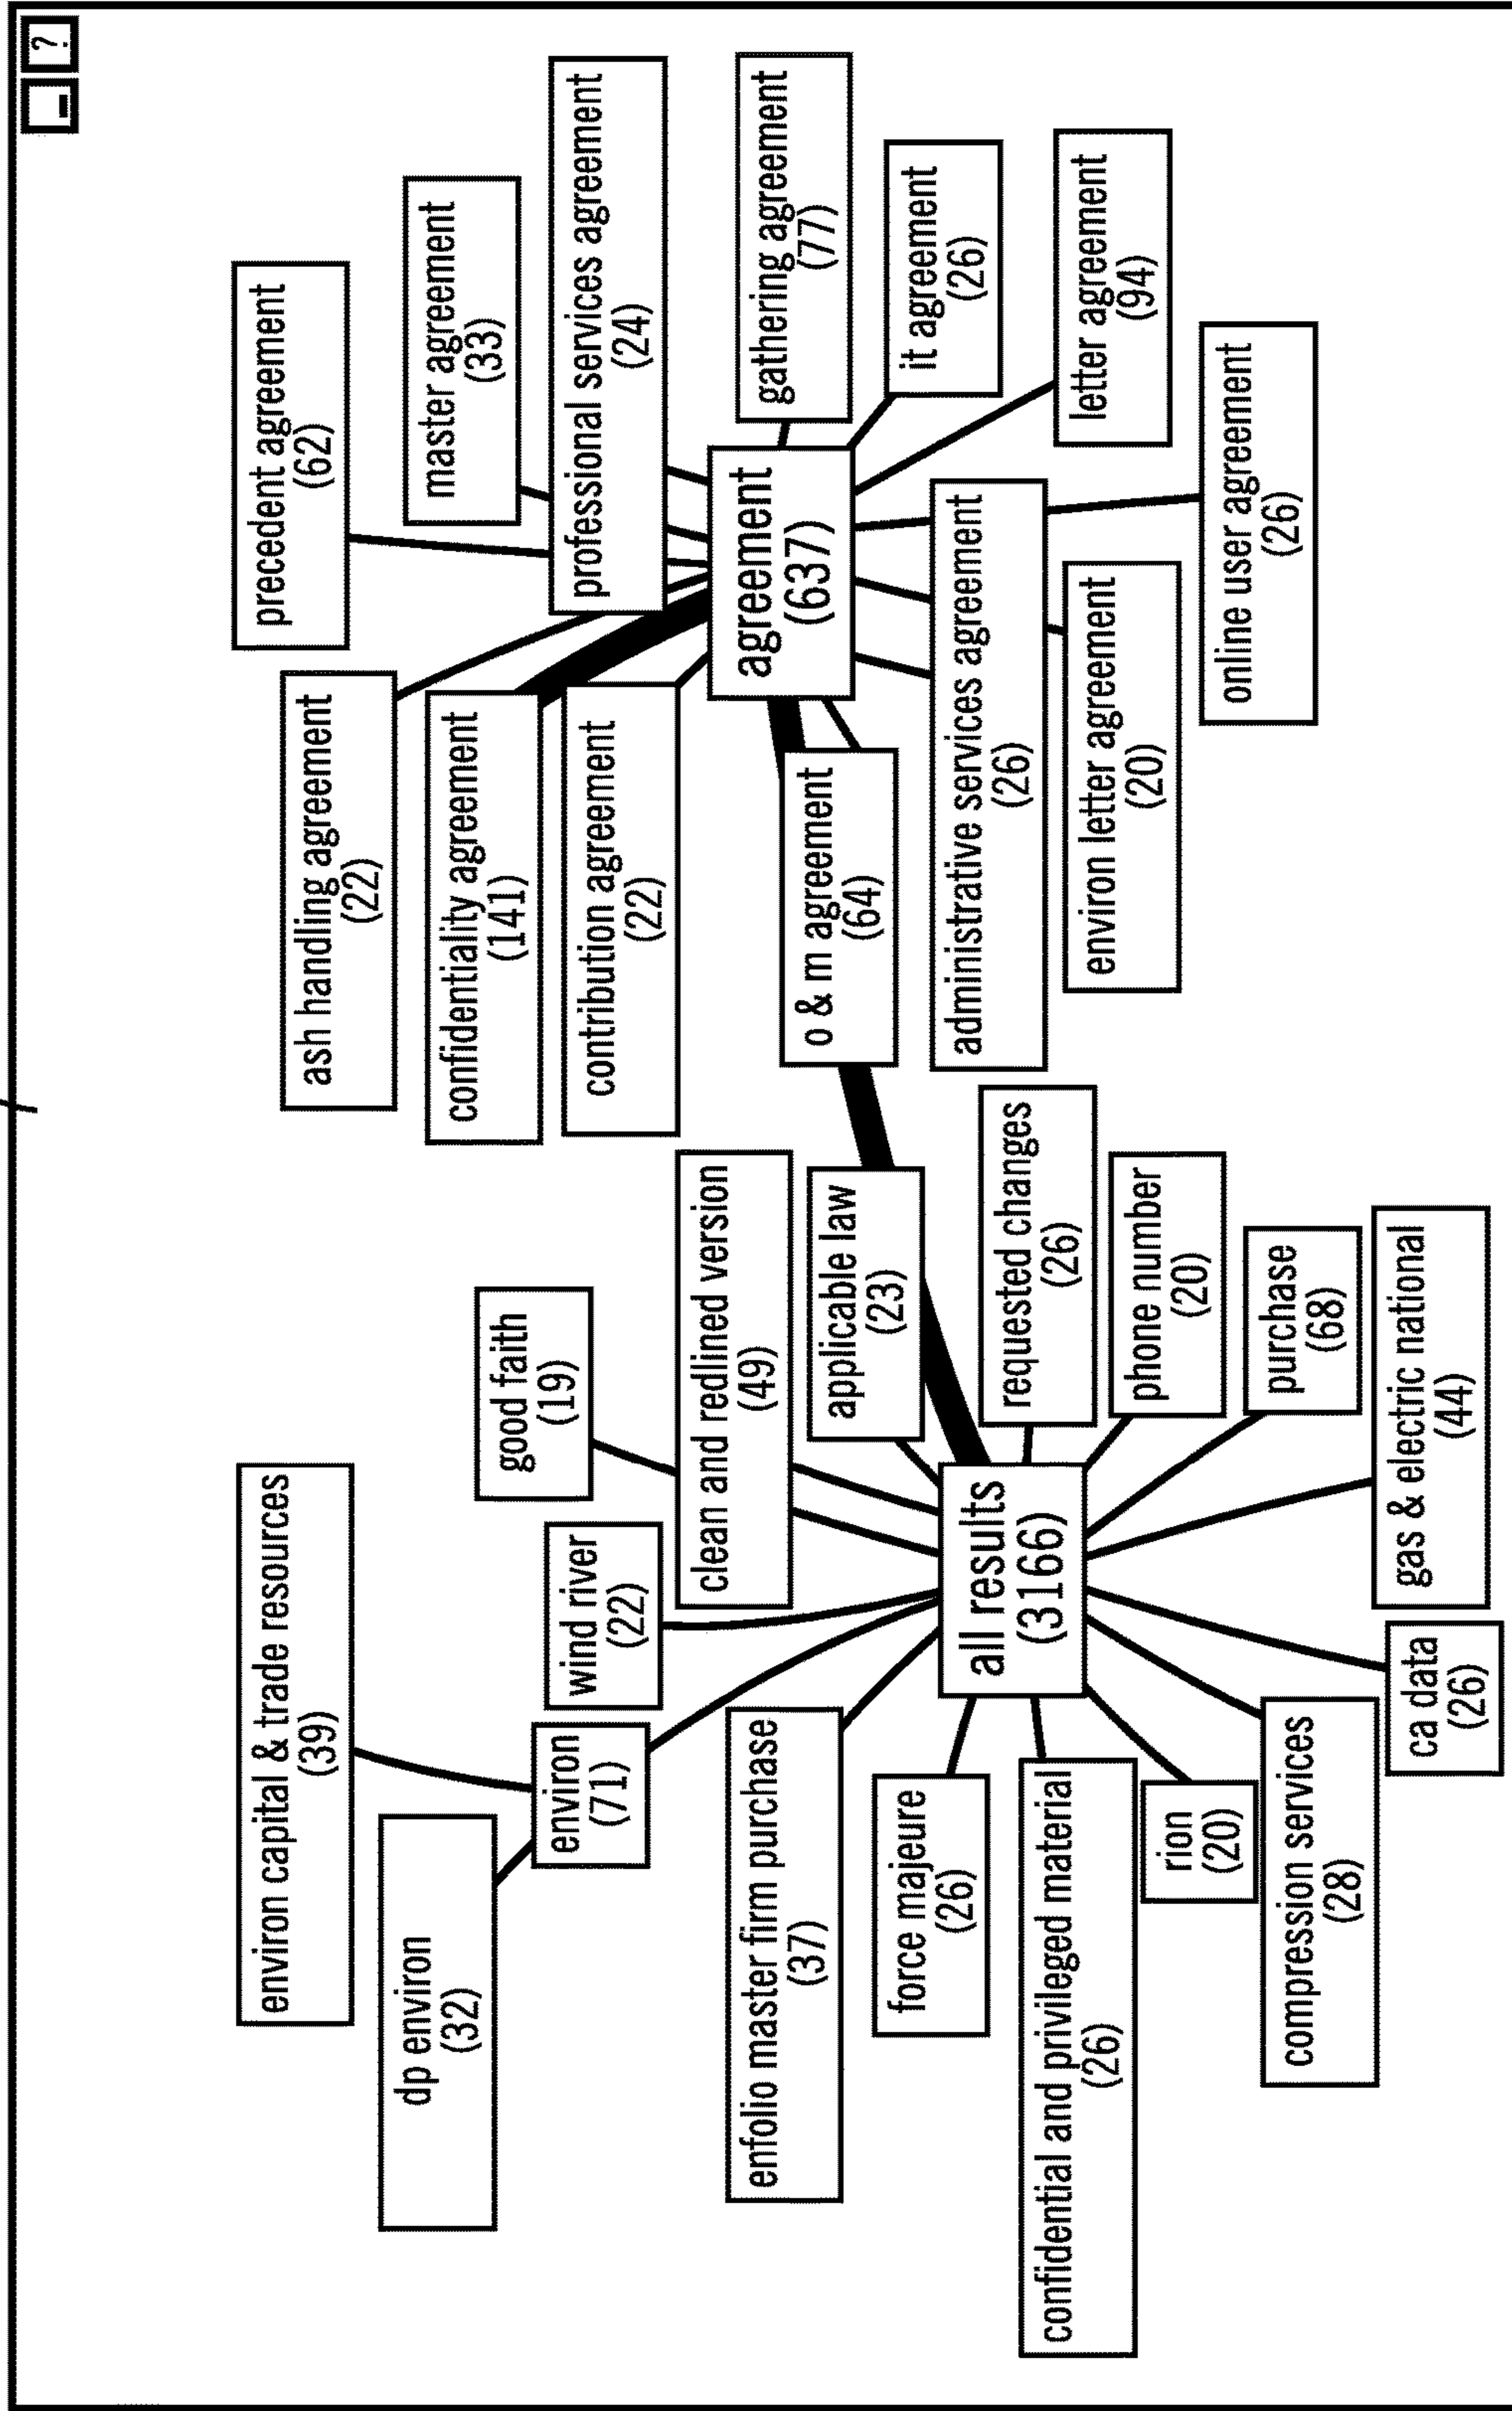 _ ?
precedent agreement
(62)
master agreement
(33)
professional services agreement
(24)
gathering agreement
(77)
it agreement
(26)
letter agreement
(94)
online user agreement
(26)
agreement
(637)
ash handling agreement
(22)
confidentiality agreement
(141)
contribution agreement
(22)
o & m agreement
(64)
administrative services agreement
(26)
environ letter agreement
(20)
good faith
(19)
clean and redlined version
(49)
applicable law
(23)
requested changes
(26)
phone number
(20)
purchase
(68)
gas & electric national
(44)
environ capital & trade resources
(39)
wind river
(22)
all results
(3166)
dp environ
(32)
environ
(71)
enfolio master firm purchase
(37)
force majeure
(26)
confidential and privileged material
(26)
rion
(20)
compression services
(28)
ca data
(26)